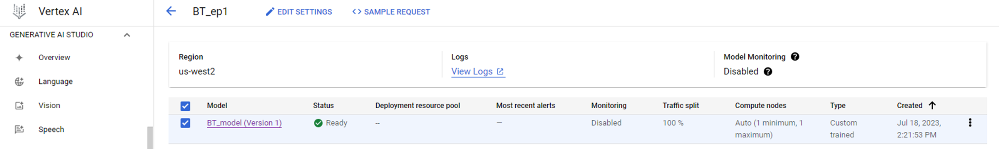 Vertex AI
BT_ep1
EDIT SETTINGS
SAMPLE REQUEST
GENERATIVE AI STUDIO
Overview
Language
Vision
Speech
Region
us-west2
Logs
View Logs
Model Monitoring
Disabled
Model Status Deployment resource pool Most recent alerts Monitoring Traffic split Compute nodes Type Created
BT_model (Version 1) Ready -- — Disabled 100 % Auto (1 minimum, 1 Custom Jul 18, 2023,
maximum) trained 2:21:53 PM